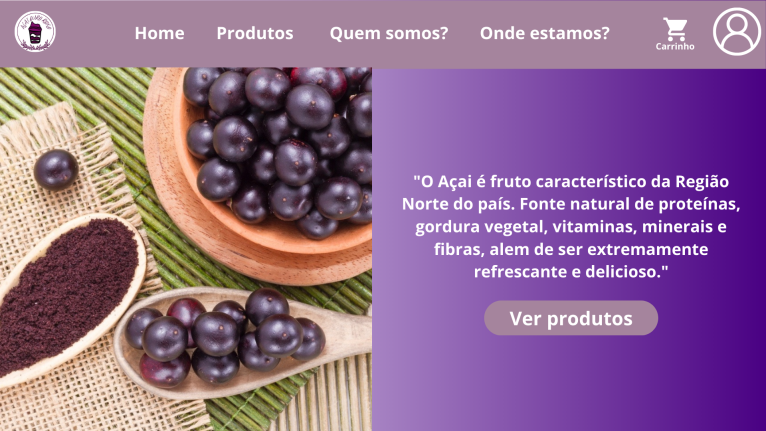 Home
Produtos
Quem somos?
Onde estamos?
Carrinho
"O Açai é fruto característico da Região
Norte do país. Fonte natural de proteínas,
gordura vegetal, vitaminas, minerais e
fibras, alem de ser extremamente
refrescante e delicioso."
Ver produtos